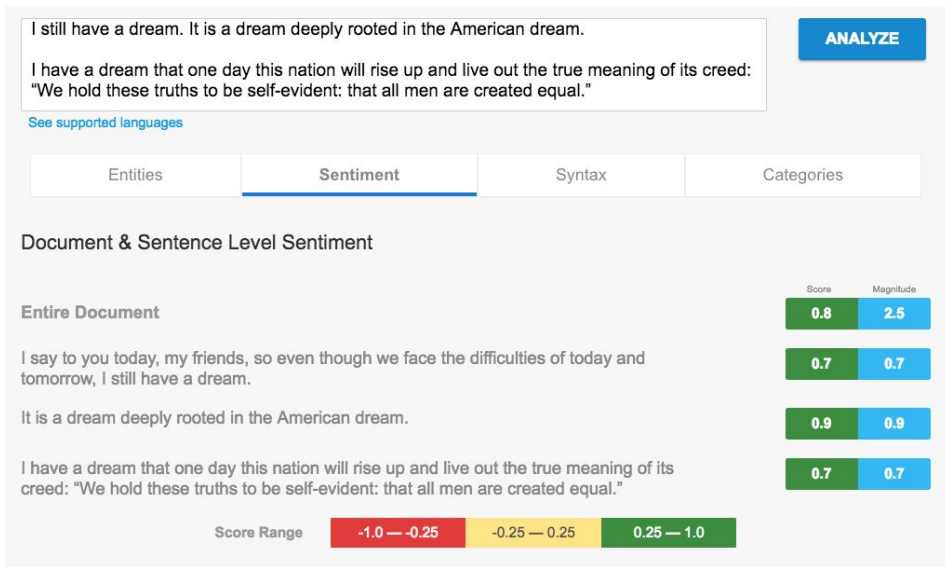 I still have a dream. It is a dream deeply rooted in the American dream.
ANALYZE
I have a dream that one day this nation will rise up and live out the true meaning of its creed:
“We hold these truths to be self-evident: that all men are created equal.”
See supported languages
Entities Sentiment Syntax Categories
Document & Sentence Level Sentiment
Score Magnitude
Entire Document 0.8 2.5
I say to you today, my friends, so even though we face the difficulties of today and
tomorrow, I still have a dream.
0.7 0.7
It is a dream deeply rooted in the American dream.
0.9 0.9
I have a dream that one day this nation will rise up and live out the true meaning of its
creed: “We hold these truths to be self-evident: that all men are created equal.”
0.7 0.7
Score Range -1.0 — -0.25 -0.25 — 0.25 0.25 — 1.0